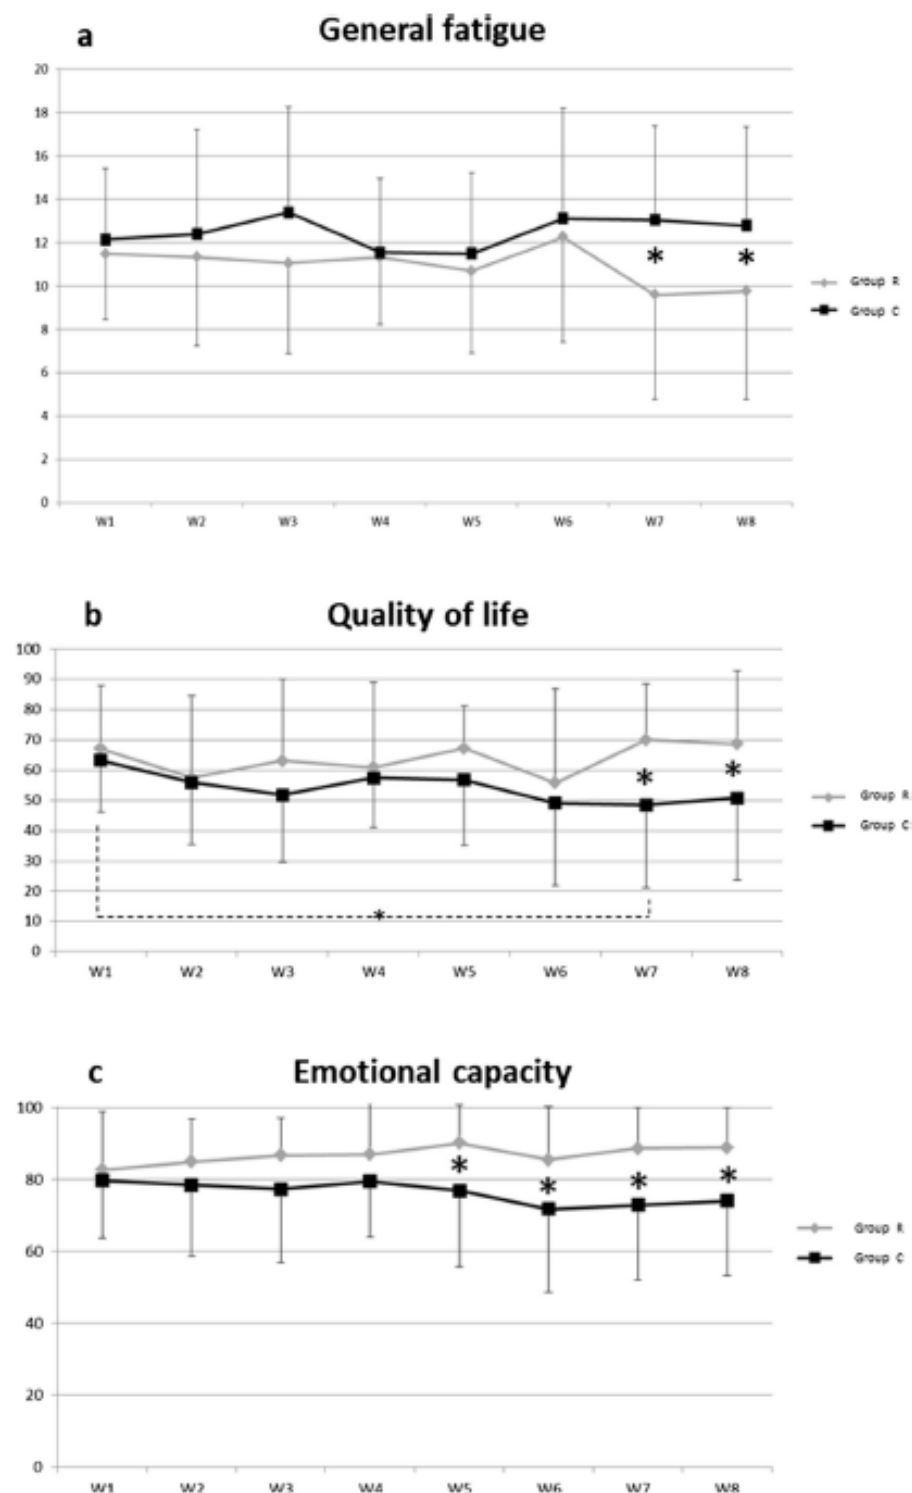 a General fatigue
20
18
16
14
12
10
8
6
4
2
0
* *
Group R
Group C
W1 W2 W3 W4 W5 W6 W7 W8
b Quality of life
100
90
80
70
60
50
40
30
20
10
0
* *
*
Group R
Group C
W1 W2 W3 W4 W5 W6 W7 W8
c Emotional capacity
100
80
60
40
20
0
* * * *
Group R
Group C
W1 W2 W3 W4 W5 W6 W7 W8